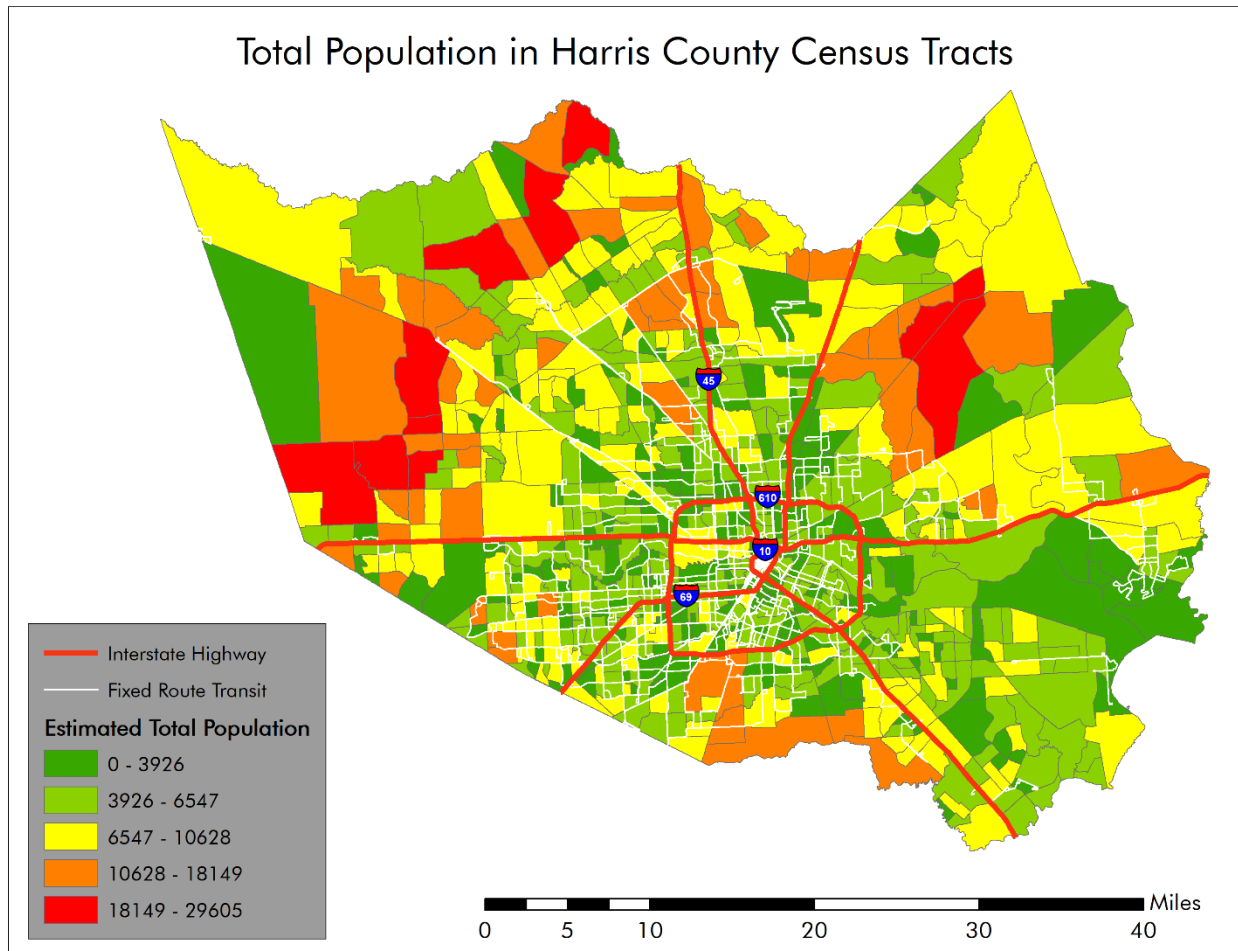 Total Population in Harris County Census Tracts
45
610
10
69
Interstate Highway
Fixed Route Transit
Estimated Total Population
0 - 3926
3926 - 6547
6547 - 10628
10628 - 18149
18149 - 29605
Miles
0 5 10 20 30 40